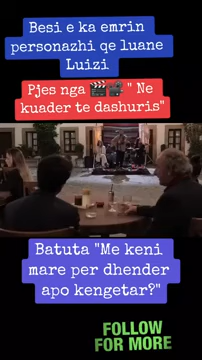 Besi e ka emrin
personazhi qe luane
Luizi
Pjes nga 🎬🎥 " Ne
kuader te dashuris"
Batuta "Me keni
mare per dhender
apo kengetar?"
FOLLOW
FOR MORE